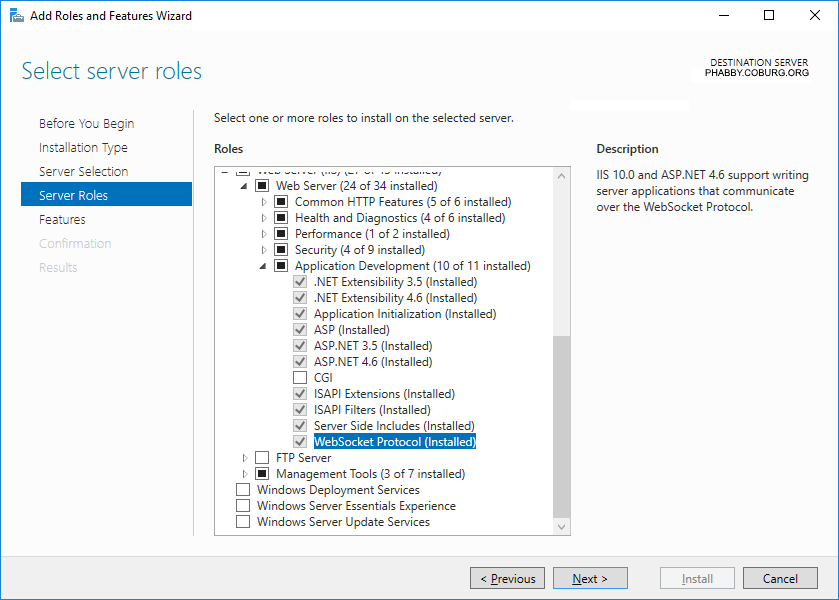 Add Roles and Features Wizard
Select server roles
DESTINATION SERVER
PHABBY.COBURG.ORG
Before You Begin
Installation Type
Server Selection
Server Roles
Features
Confirmation
Results
Select one or more roles to install on the selected server.
Roles
Web Server (24 of 34 installed)
Common HTTP Features (5 of 6 installed)
Health and Diagnostics (4 of 6 installed)
Performance (1 of 2 installed)
Security (4 of 9 installed)
Application Development (10 of 11 installed)
.NET Extensibility 3.5 (Installed)
.NET Extensibility 4.6 (Installed)
Application Initialization (Installed)
ASP (Installed)
ASP.NET 3.5 (Installed)
ASP.NET 4.6 (Installed)
CGI
ISAPI Extensions (Installed)
ISAPI Filters (Installed)
Server Side Includes (Installed)
WebSocket Protocol (Installed)
FTP Server
Management Tools (3 of 7 installed)
Windows Deployment Services
Windows Server Essentials Experience
Windows Server Update Services
Description
IIS 10.0 and ASP.NET 4.6 support writing
server applications that communicate
over the WebSocket Protocol.
< Previous
Next >
Install
Cancel